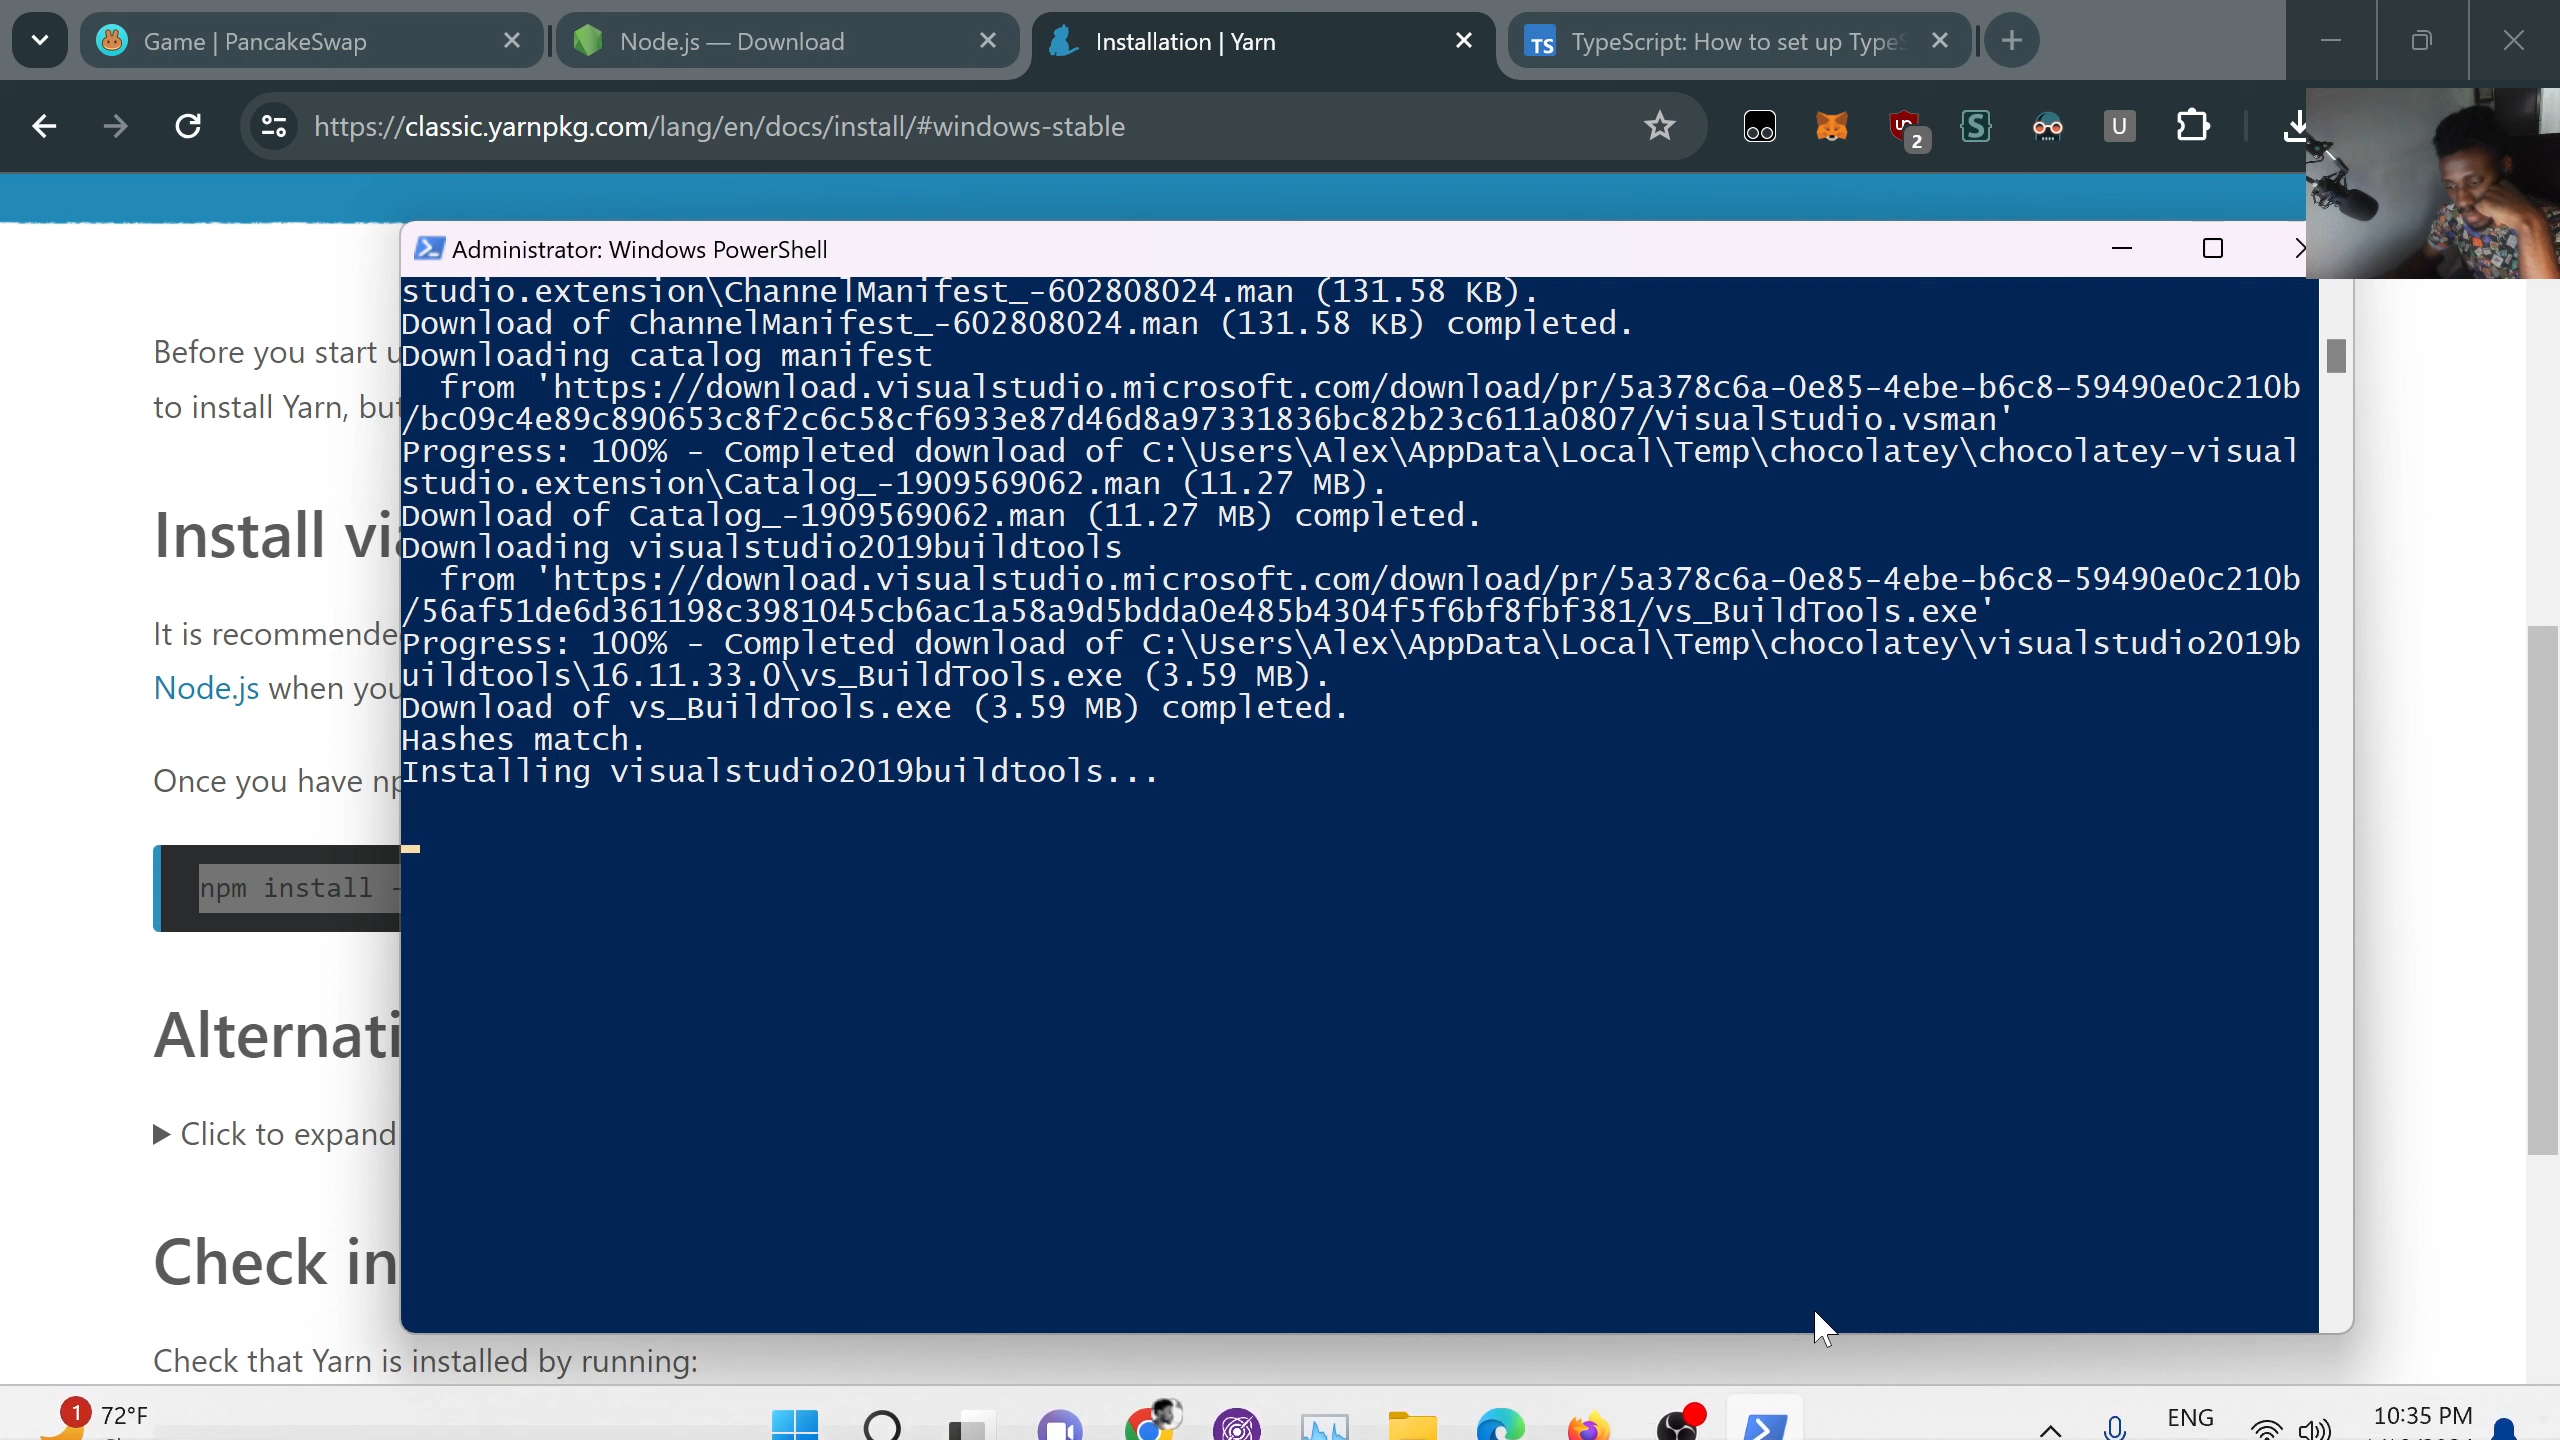 Game | PancakeSwap
Node.js — Download
Installation | Yarn
TS TypeScript: How to set up Types
https://classic.yarnpkg.com/lang/en/docs/install/#windows-stable
2
U
Administrator: Windows PowerShell
studio.extension\ChannelManifest_-602808024.man (131.58 KB).
Download of ChannelManifest_-602808024.man (131.58 KB) completed.
Downloading catalog manifest
from 'https://download.visualstudio.microsoft.com/download/pr/5a378c6a-0e85-4ebe-b6c8-59490e0c210b
/bc09c4e89c890653c8f2c6c58cf6933e87d46d8a97331836bc82b23c611a0807/VisualStudio.vsman'
Progress: 100% - Completed download of C:\Users\Alex\AppData\Local\Temp\chocolatey\chocolatey-visual
studio.extension\Catalog_-1909569062.man (11.27 MB).
Download of Catalog_-1909569062.man (11.27 MB) completed.
Downloading visualstudio2019buildtools
from 'https://download.visualstudio.microsoft.com/download/pr/5a378c6a-0e85-4ebe-b6c8-59490e0c210b
/56af51de6d361198c3981045cb6ac1a58a9d5bdda0e485b4304f5f6bf8fbf381/vs_BuildTools.exe'
Progress: 100% - Completed download of C:\Users\Alex\AppData\Local\Temp\chocolatey\visualstudio2019b
uildtools\16.11.33.0\vs_BuildTools.exe (3.59 MB).
Download of vs_BuildTools.exe (3.59 MB) completed.
Hashes match.
Installing visualstudio2019buildtools...
Before you start u
to install Yarn, but
Install via
It is recommende
Node.js when you
Once you have np
npm install -
Alternati
Click to expand
Check in
Check that Yarn is installed by running:
1
72°F
ENG
10:35 PM